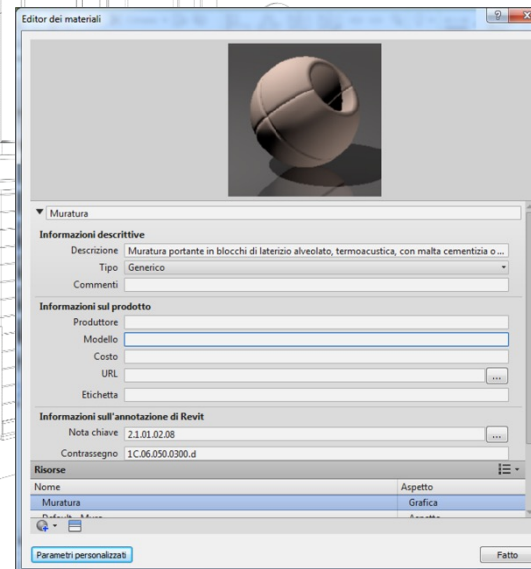 Editor dei materiali
Muratura
Informazioni descrittive
Descrizione Muratura portante in blocchi di laterizio alveolato, termoacustica, con malta cementizia o ...
Tipo Generico
Commenti
Informazioni sul prodotto
Produttore
Modello
Costo
URL ...
Etichetta
Informazioni sull'annotazione di Revit
Nota chiave 2.1.01.02.08 ...
Contrassegno 1C.06.050.0300.d
Risorse
Nome Aspetto
Muratura Grafica
Parametri personalizzati Fatto